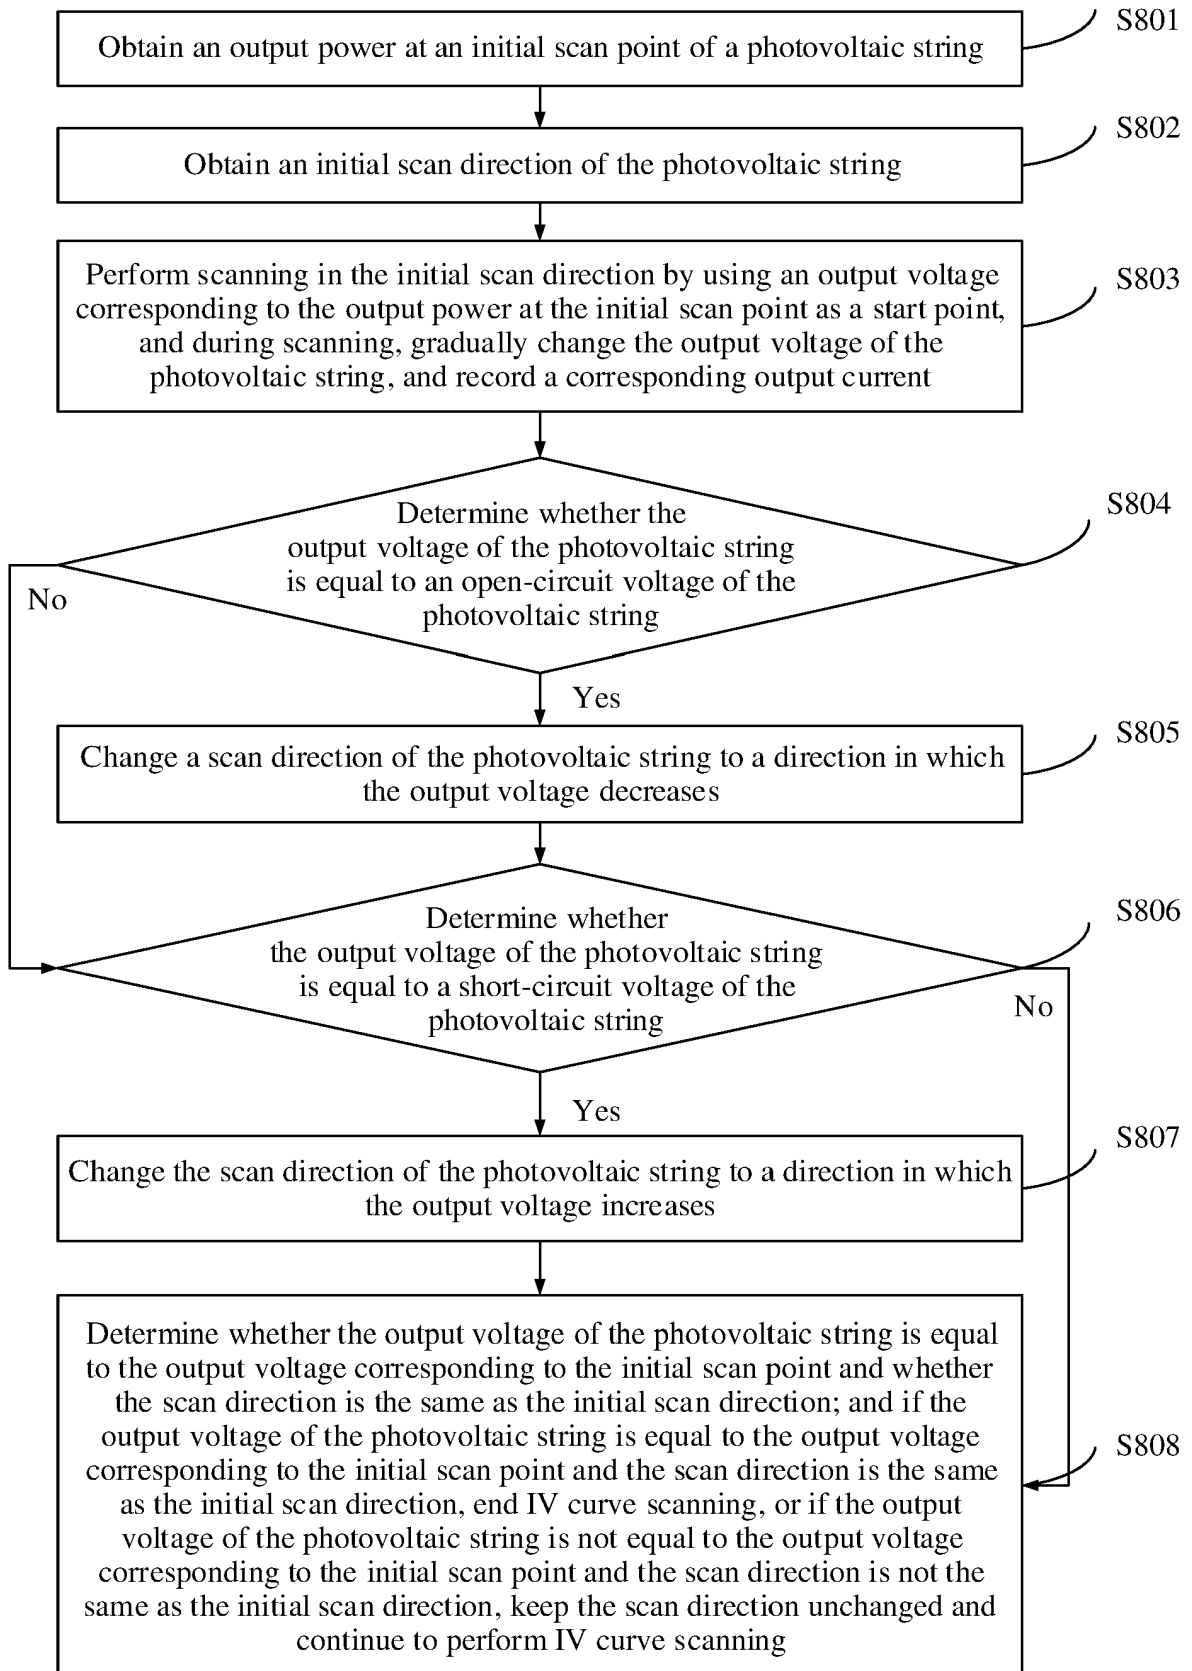 S801
Obtain an output power at an initial scan point of a photovoltaic string
S802
Obtain an initial scan direction of the photovoltaic string
S803
Perform scanning in the initial scan direction by using an output voltage
corresponding to the output power at the initial scan point as a start point,
and during scanning, gradually change the output voltage of the
photovoltaic string, and record a corresponding output current
S804
Determine whether the
output voltage of the photovoltaic string
is equal to an open-circuit voltage of the
photovoltaic string
No
Yes
S805
Change a scan direction of the photovoltaic string to a direction in which
the output voltage decreases
S806
Determine whether
the output voltage of the photovoltaic string
is equal to a short-circuit voltage of the
photovoltaic string
No
Yes
S807
Change the scan direction of the photovoltaic string to a direction in which
the output voltage increases
Determine whether the output voltage of the photovoltaic string is equal
to the output voltage corresponding to the initial scan point and whether
the scan direction is the same as the initial scan direction; and if the
output voltage of the photovoltaic string is equal to the output voltage
corresponding to the initial scan point and the scan direction is the same
as the initial scan direction, end IV curve scanning, or if the output
voltage of the photovoltaic string is not equal to the output voltage
corresponding to the initial scan point and the scan direction is not the
same as the initial scan direction, keep the scan direction unchanged and
continue to perform IV curve scanning
S808